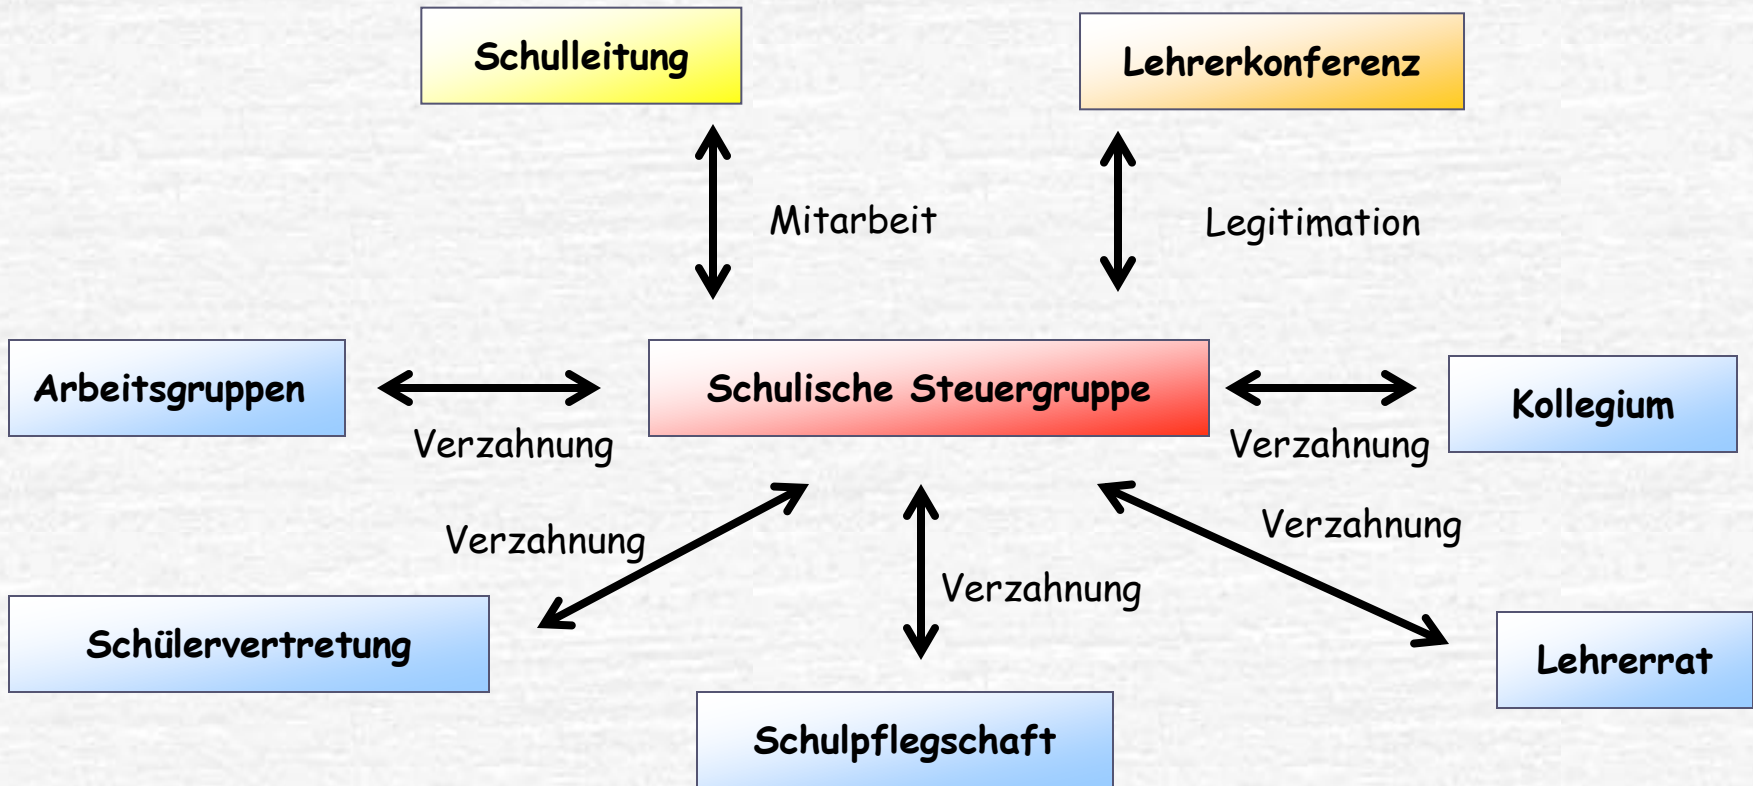 Schulleitung
Lehrerkonferenz
Mitarbeit
Legitimation
Arbeitsgruppen
Schulische Steuergruppe
Kollegium
Verzahnung
Verzahnung
Verzahnung
Verzahnung
Verzahnung
Schülervertretung
Lehrerrat
Schulpflegschaft